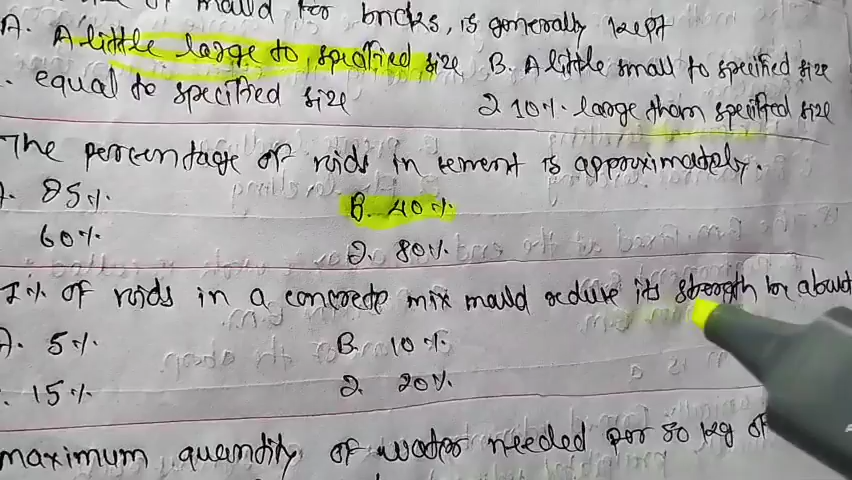 of mould for bricks, is generally kept
A. A little large to specified size B. A little small to specified size
equal to specified size D. 10% large than specified size
The percentage of voids in cement is approximately.
85% B. 40%
60% D. 80%
1% of voids in a concrete mix would reduce its strength by about
A. 5% B. 10%
15% D. 20%
maximum quantity of water needed per 50 kg of